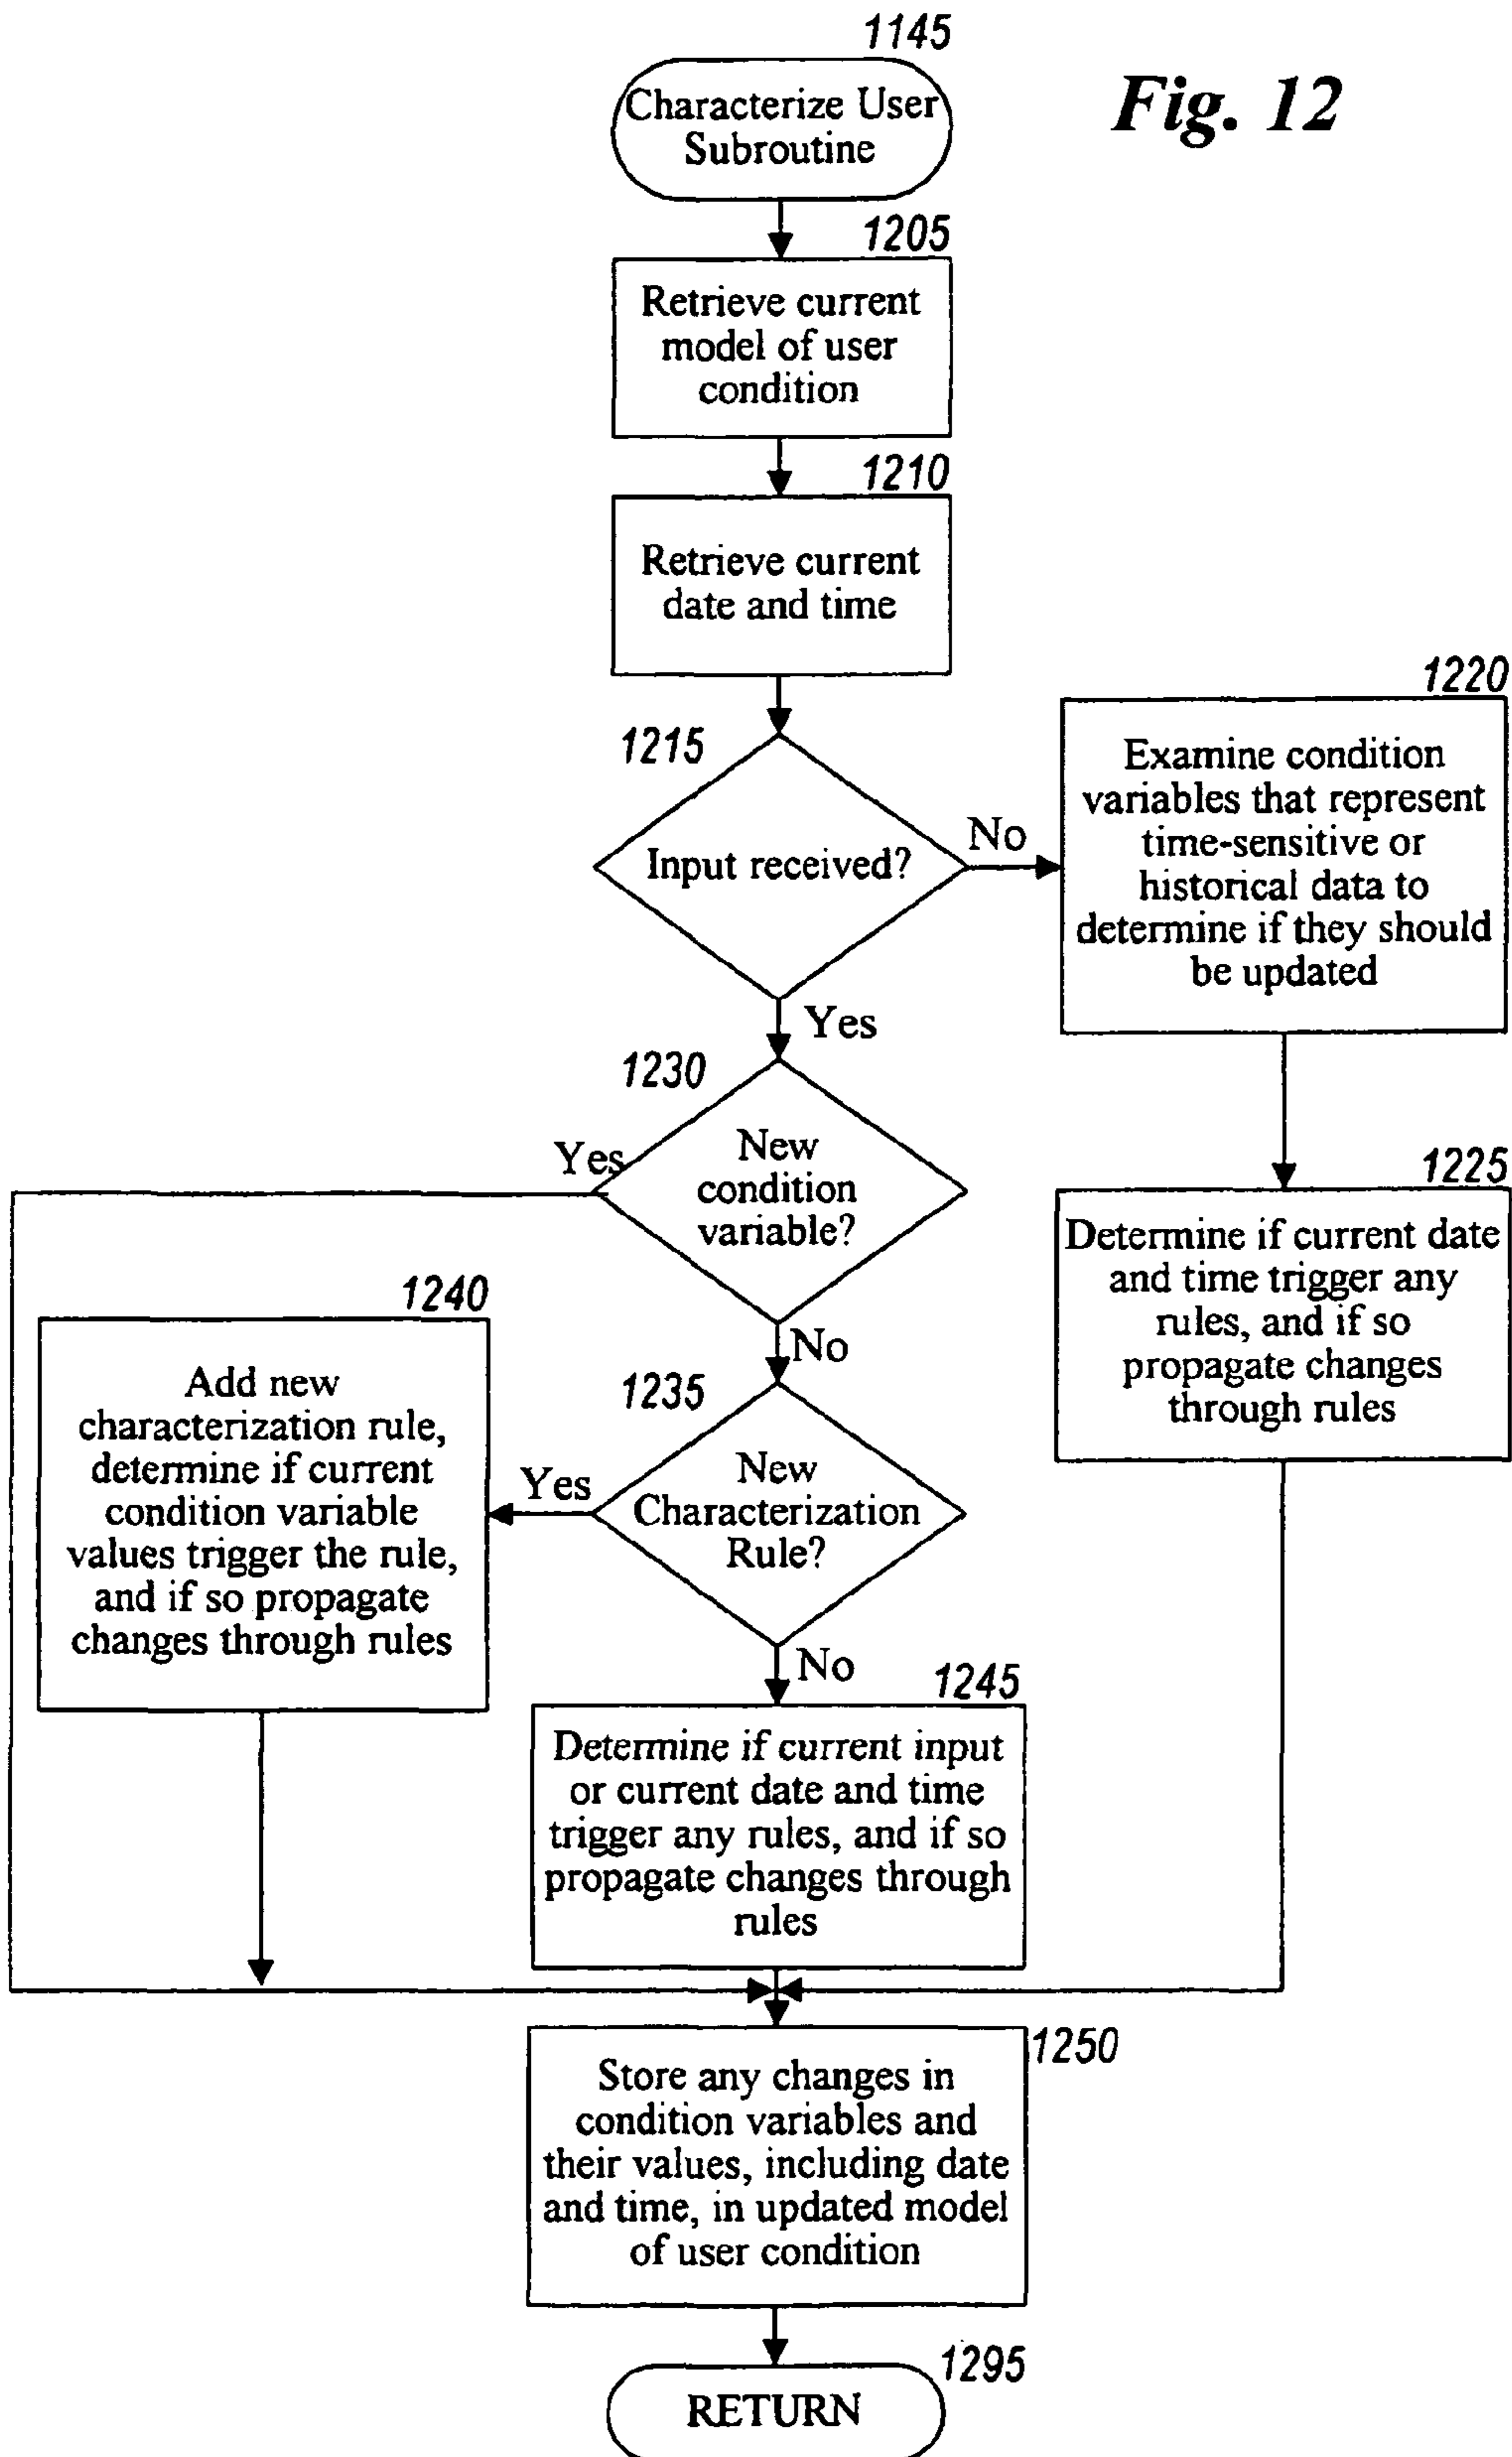 1145
Fig. 12
Characterize User
Subroutine
1205
Retrieve current
model of user
condition
1210
Retrieve current
date and time
1215
Input received?
No
Yes
1220
Examine condition
variables that represent
time-sensitive or
historical data to
determine if they should
be updated
1225
Determine if current date
and time trigger any
rules, and if so
propagate changes
through rules
1230
New
condition
variable?
Yes
No
1235
New
Characterization
Rule?
Yes
No
1240
Add new
characterization rule,
determine if current
condition variable
values trigger the rule,
and if so propagate
changes through rules
1245
Determine if current input
or current date and time
trigger any rules, and if so
propagate changes through
rules
1250
Store any changes in
condition variables and
their values, including date
and time, in updated model
of user condition
1295
RETURN